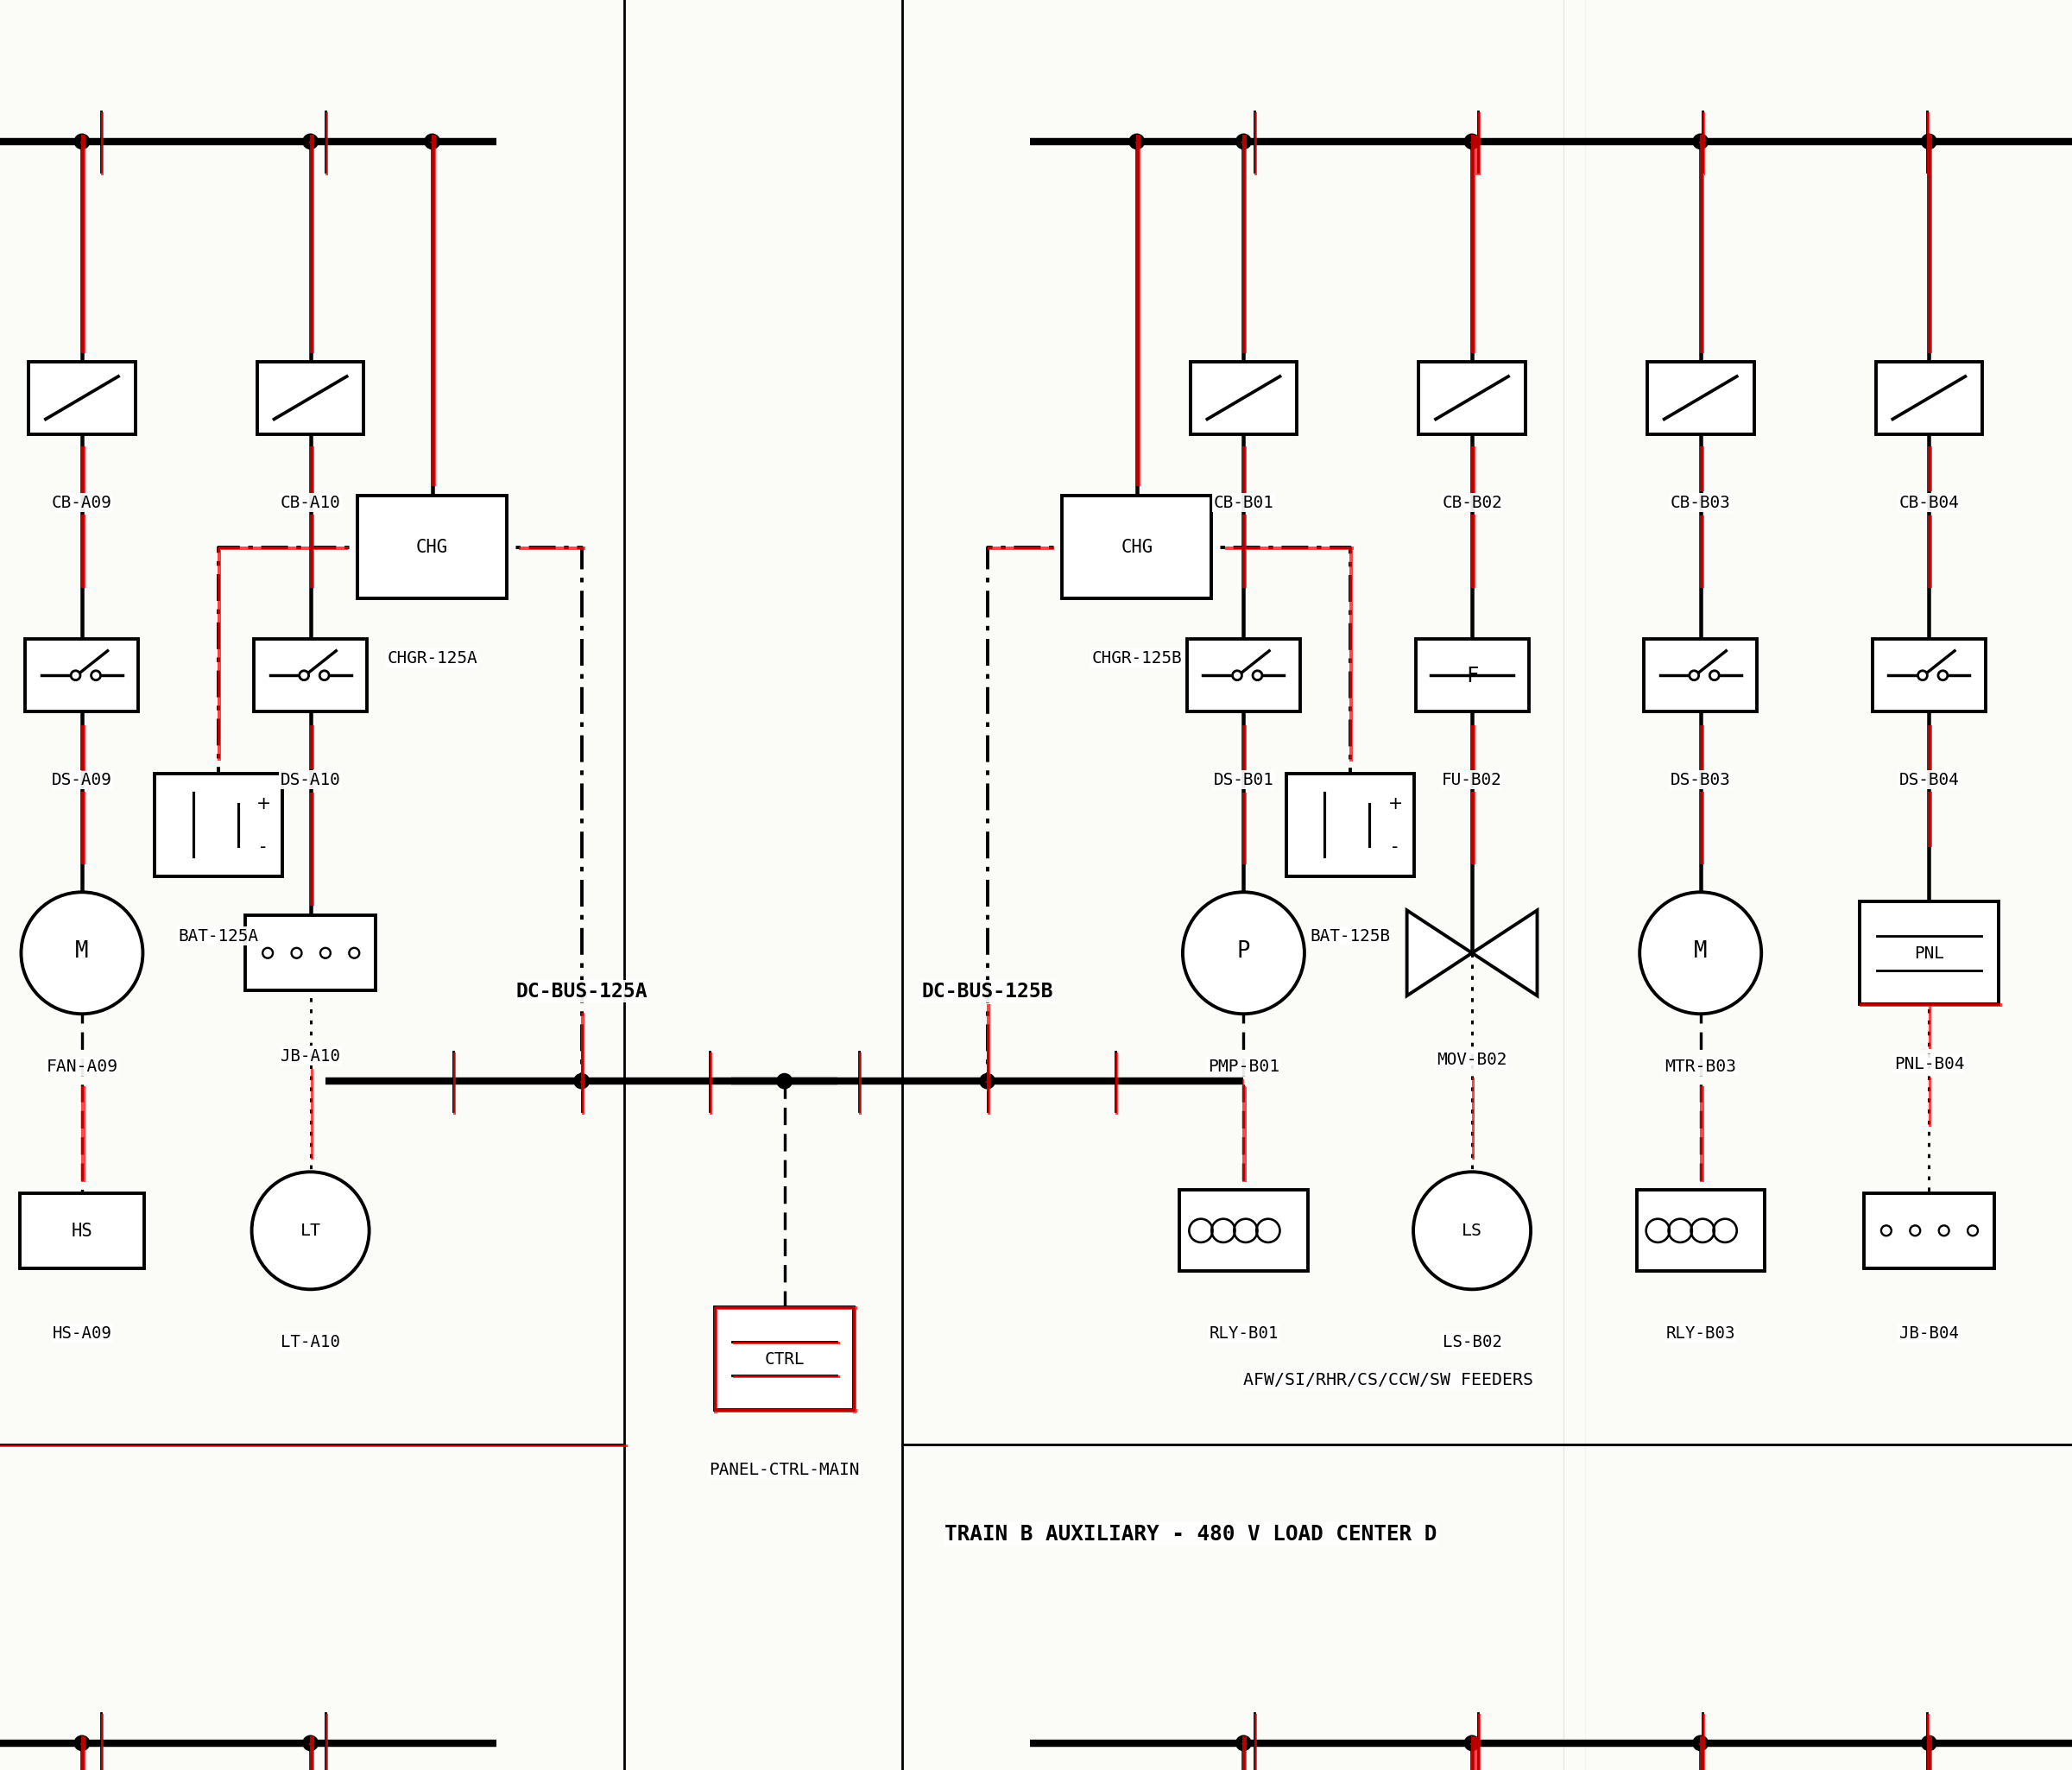 CB-A09
CB-A10
CB-B01
CB-B02
CB-B03
CB-B04
CHG
CHG
CHGR-125A
CHGR-125B
F
DS-A09
DS-A10
DS-B01
FU-B02
DS-B03
DS-B04
+
-
+
-
BAT-125A
BAT-125B
M
P
M
PNL
DC-BUS-125A
DC-BUS-125B
FAN-A09
JB-A10
PMP-B01
MOV-B02
MTR-B03
PNL-B04
HS
LT
LS
HS-A09
LT-A10
RLY-B01
LS-B02
RLY-B03
JB-B04
CTRL
AFW/SI/RHR/CS/CCW/SW FEEDERS
PANEL-CTRL-MAIN
TRAIN B AUXILIARY - 480 V LOAD CENTER D